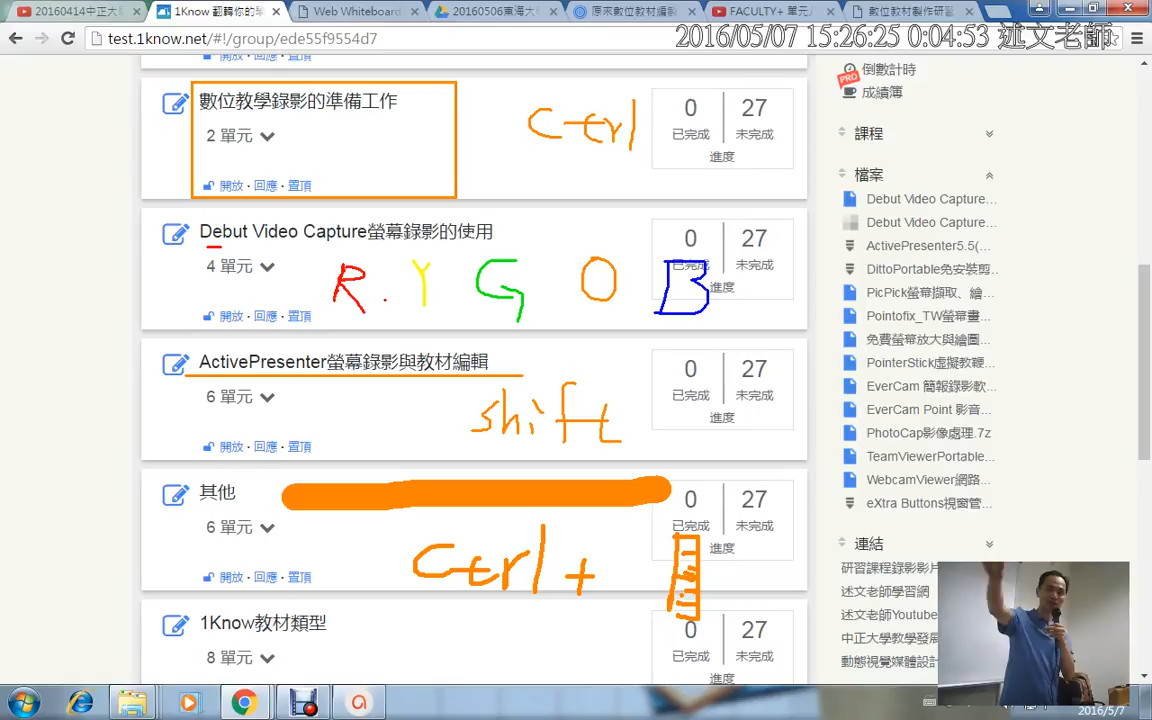 20160414中正大
1Know 翻轉你的
Web Whiteboard
20160506東海大
原來數位教材編
FACULTY+ 單元
數位教材製作研習
test.1know.net/#!/group/ede55f9554d7
2016/05/07 15:26:25 0:04:53 述文老師
開放 · 回應 · 置頂
數位教學錄影的準備工作
2 單元
開放 · 回應 · 置頂
0 27
已完成 未完成
進度
Ctrl
Debut Video Capture螢幕錄影的使用
4 單元
開放 · 回應 · 置頂
0 27
已完成 未完成
進度
R. Y G O B
ActivePresenter螢幕錄影與教材編輯
6 單元
開放 · 回應 · 置頂
0 27
已完成 未完成
進度
shift
其他
6 單元
開放 · 回應 · 置頂
0 27
已完成 未完成
進度
Ctrl +
1Know教材類型
8 單元
0 27
已完成 未完成
進度
PRO
倒數計時
成績簿
課程
檔案
Debut Video Capture...
Debut Video Capture...
ActivePresenter5.5(...
DittoPortable免安裝剪...
PicPick螢幕擷取、繪...
Pointofix_TW螢幕畫...
免費螢幕放大與繪圖...
PointerStick虛擬教鞭...
EverCam 簡報錄影軟...
EverCam Point 影音...
PhotoCap影像處理.7z
TeamViewerPortable...
WebcamViewer網路...
eXtra Buttons視窗管...
連結
研習課程錄影影片
述文老師學習網
述文老師Youtube
中正大學教學發展
動態視覺媒體設計
2016/5/7